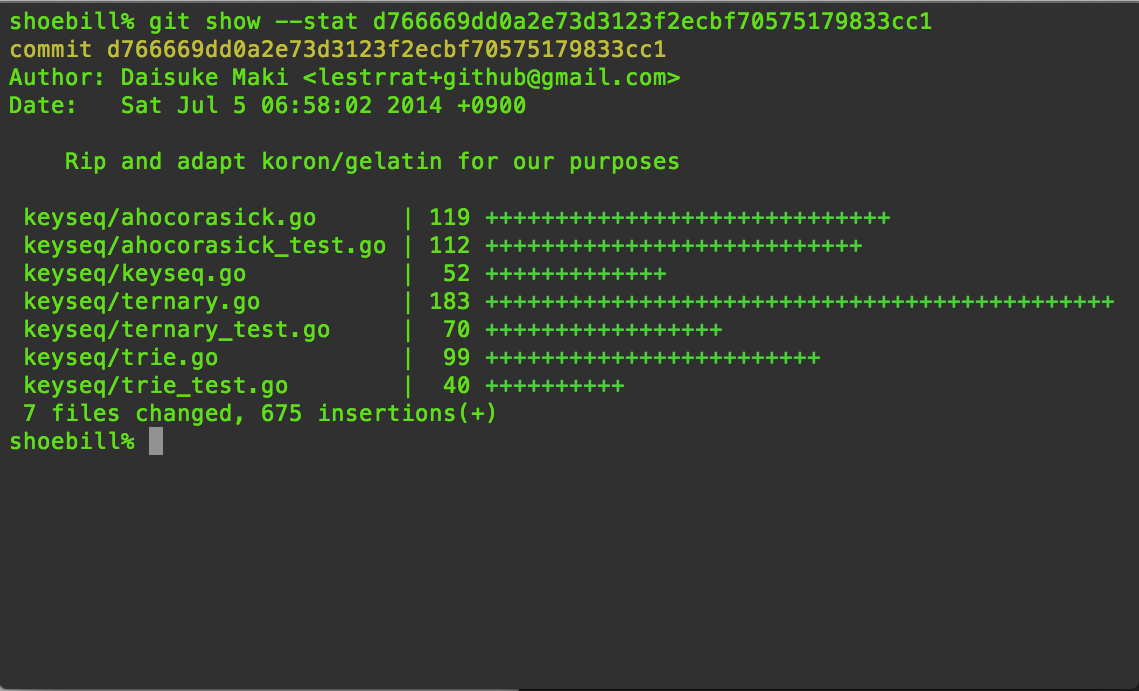 shoebill% git show --stat d766669dd0a2e73d3123f2ecbf70575179833cc1
commit d766669dd0a2e73d3123f2ecbf70575179833cc1
Author: Daisuke Maki <lestrrat+github@gmail.com>
Date:   Sat Jul 5 06:58:02 2014 +0900
    Rip and adapt koron/gelatin for our purposes
 keyseq/ahocorasick.go      | 119 +++++++++++++++++++++++++++++
 keyseq/ahocorasick_test.go | 112 +++++++++++++++++++++++++++
 keyseq/keyseq.go           |  52 +++++++++++++
 keyseq/ternary.go          | 183 +++++++++++++++++++++++++++++++++++++++++++++
 keyseq/ternary_test.go     |  70 +++++++++++++++++
 keyseq/trie.go             |  99 ++++++++++++++++++++++++
 keyseq/trie_test.go        |  40 ++++++++++
 7 files changed, 675 insertions(+)
shoebill%